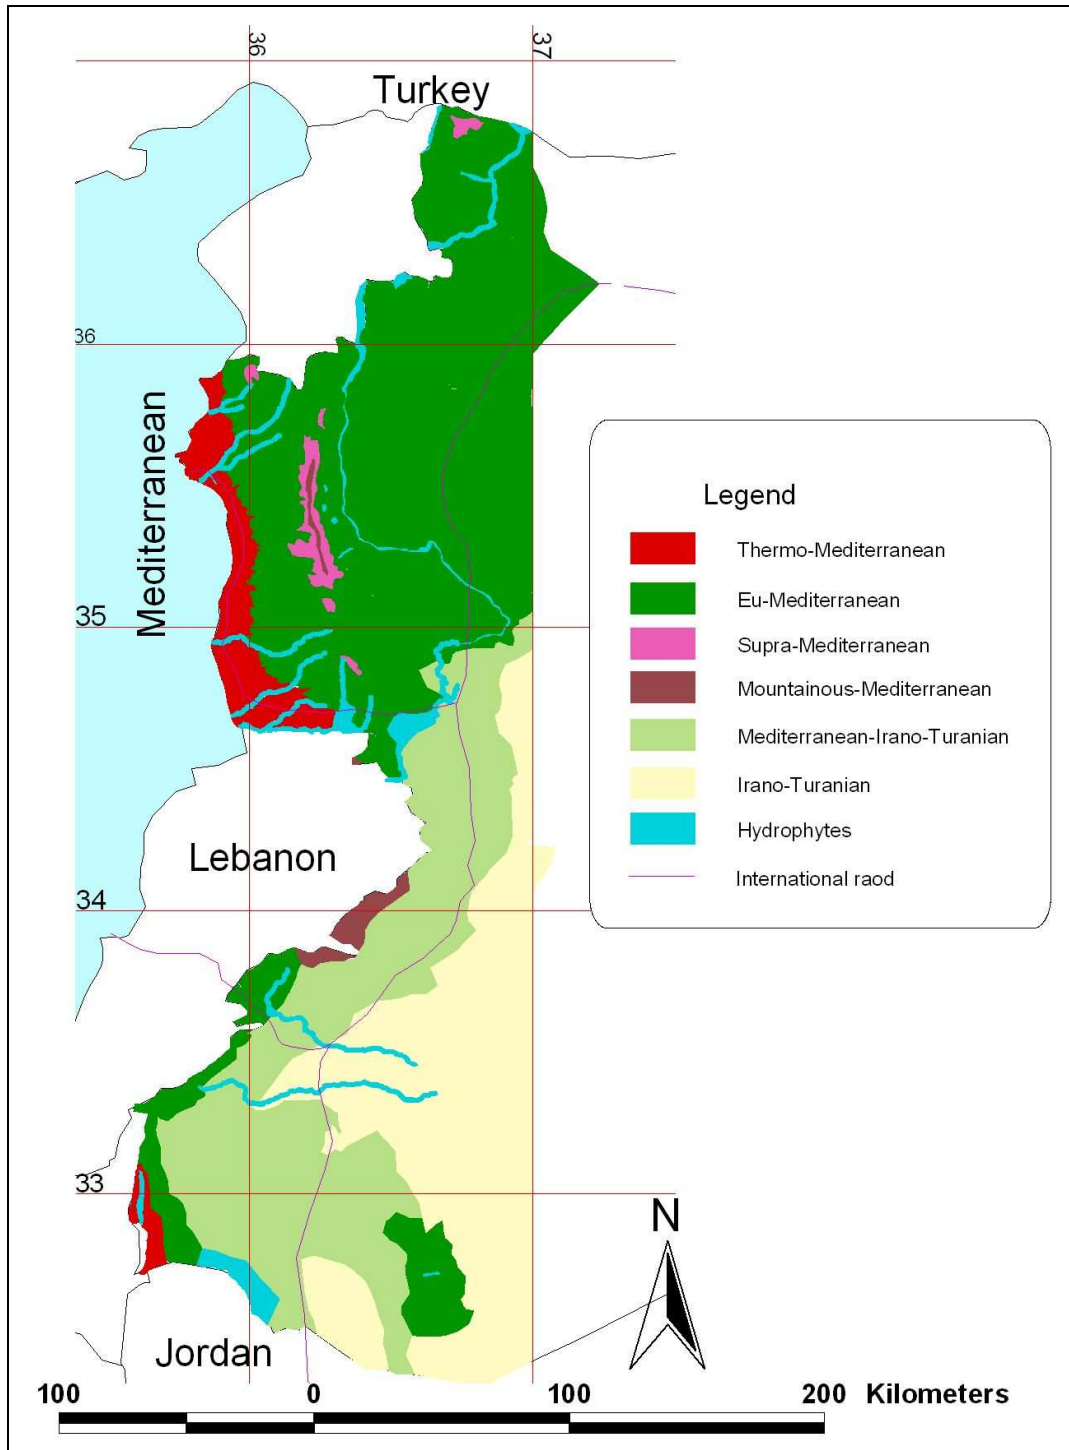 36
37
Turkey
36
Mediterranean
Legend
Thermo-Mediterranean
Eu-Mediterranean
35
Supra-Mediterranean
Mountainous-Mediterranean
Mediterranean-Irano-Turanian
Irano-Turanian
Hydrophytes
Lebanon
International raod
34
33
N
Jordan
100 0 100 200 Kilometers